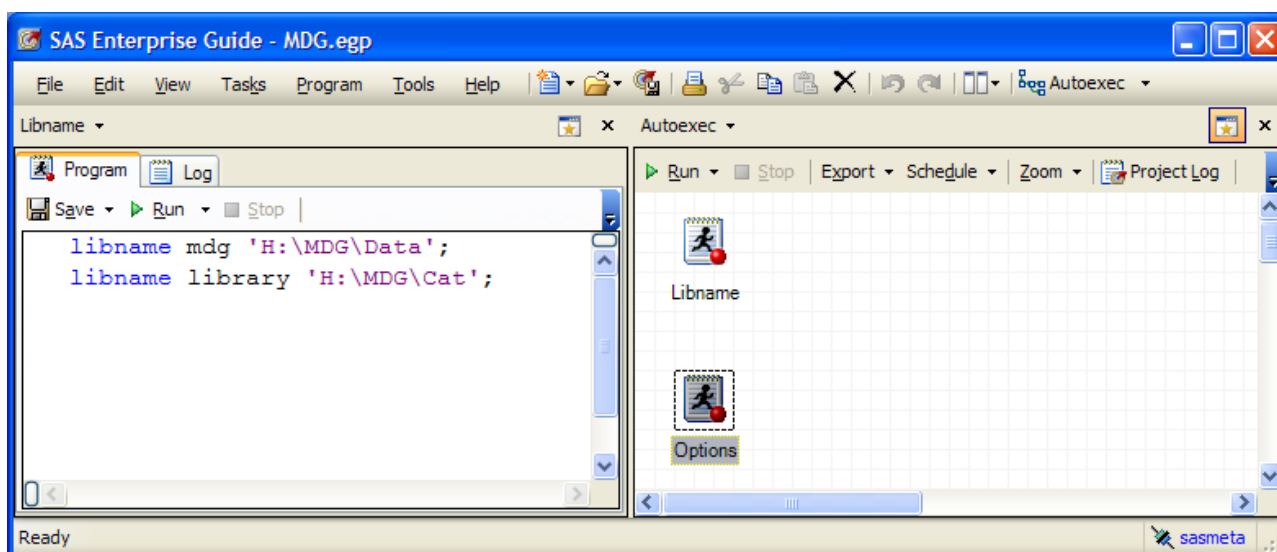 SAS Enterprise Guide - MDG.egp
File Edit View Tasks Program Tools Help Autoexec
Libname
Program Log
Save Run Stop
libname mdg 'H:\MDG\Data';
libname library 'H:\MDG\Cat';
Autoexec
Run Stop Export Schedule Zoom Project Log
Libname
Options
Ready
sasmeta